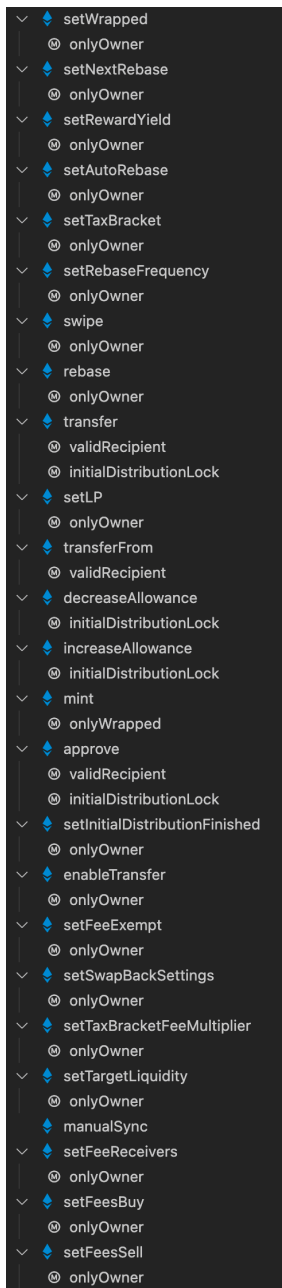 setWrapped
onlyOwner
setNextRebase
onlyOwner
setRewardYield
onlyOwner
setAutoRebase
onlyOwner
setTaxBracket
onlyOwner
setRebaseFrequency
onlyOwner
swipe
onlyOwner
rebase
onlyOwner
transfer
validRecipient
initialDistributionLock
setLP
onlyOwner
transferFrom
validRecipient
decreaseAllowance
initialDistributionLock
increaseAllowance
initialDistributionLock
mint
onlyWrapped
approve
validRecipient
initialDistributionLock
setInitialDistributionFinished
onlyOwner
enableTransfer
onlyOwner
setFeeExempt
onlyOwner
setSwapBackSettings
onlyOwner
setTaxBracketFeeMultiplier
onlyOwner
setTargetLiquidity
onlyOwner
manualSync
setFeeReceivers
onlyOwner
setFeesBuy
onlyOwner
setFeesSell
onlyOwner